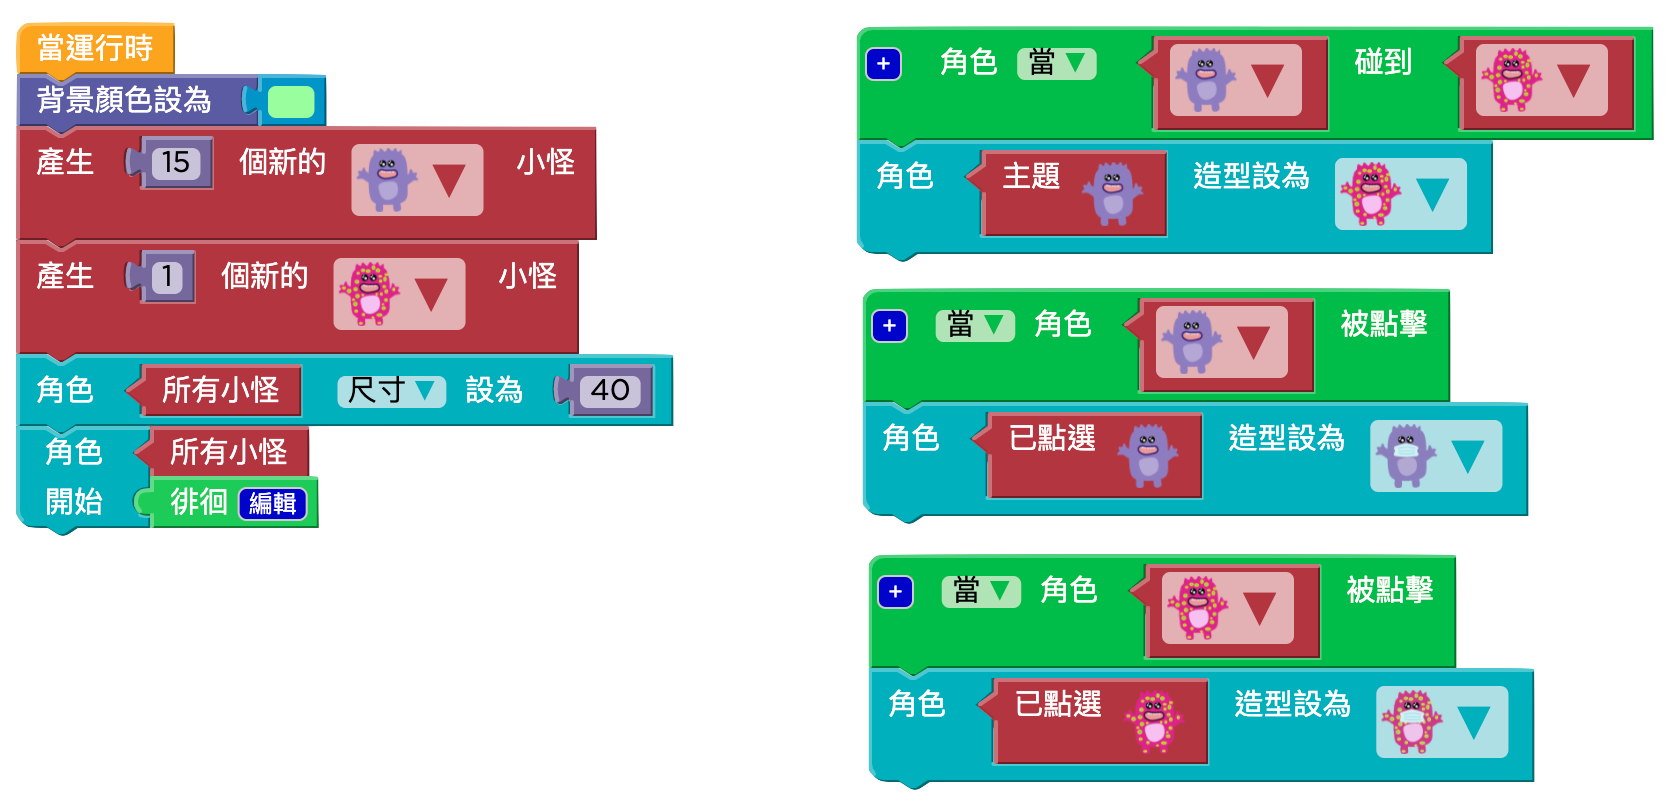 當運行時
背景顏色設為
產生 15 個新的 小怪
產生 1 個新的 小怪
角色 所有小怪 尺寸 設為 40
角色 所有小怪
開始 徘徊 編輯
+ 角色 當 碰到
角色 主題 造型設為
+ 當 角色 被點擊
角色 已點選 造型設為
+ 當 角色 被點擊
角色 已點選 造型設為